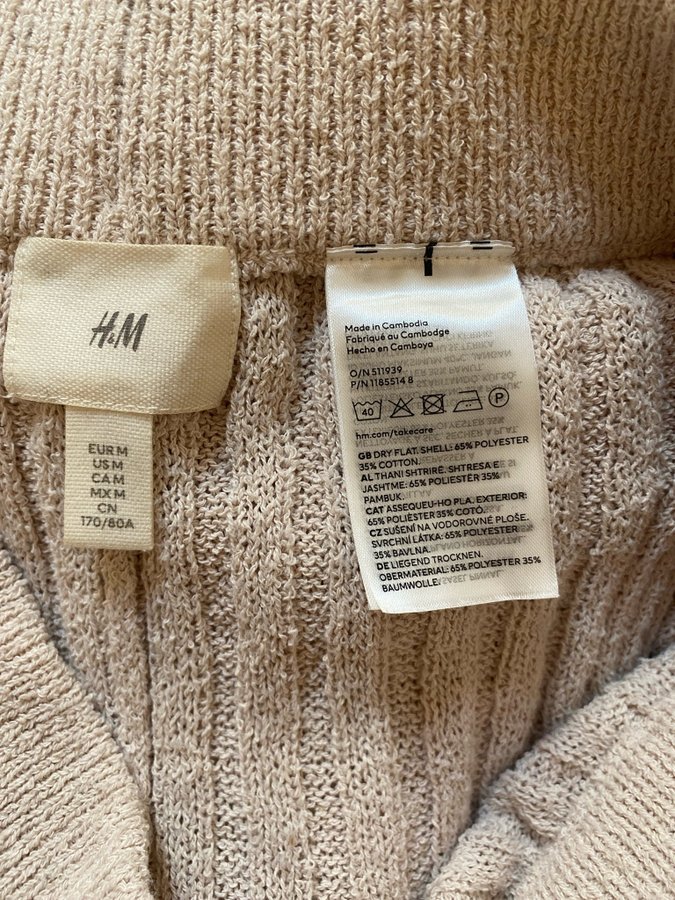 H&M
EUR M
US M
CA M
MX M
CN
170/80A
Made in Cambodia
Fabriqué au Cambodge
Hecho en Camboya
O/N 511939
P/N 1185514 8
40
P
hm.com/takecare
GB DRY FLAT. SHELL: 65% POLYESTER
35% COTTON.
AL THANI SHTRIRË. SHTRESA E
JASHTME: 65% POLIESTËR 35%
PAMBUK.
CAT ASSEQUEU-HO PLA. EXTERIOR:
65% POLIÈSTER 35% COTÓ.
CZ SUŠENÍ NA VODOROVNÉ PLOŠE.
SVRCHNÍ LÁTKA: 65% POLYESTER
35% BAVLNA.
DE LIEGEND TROCKNEN.
OBERMATERIAL: 65% POLYESTER 35%
BAUMWOLLE.